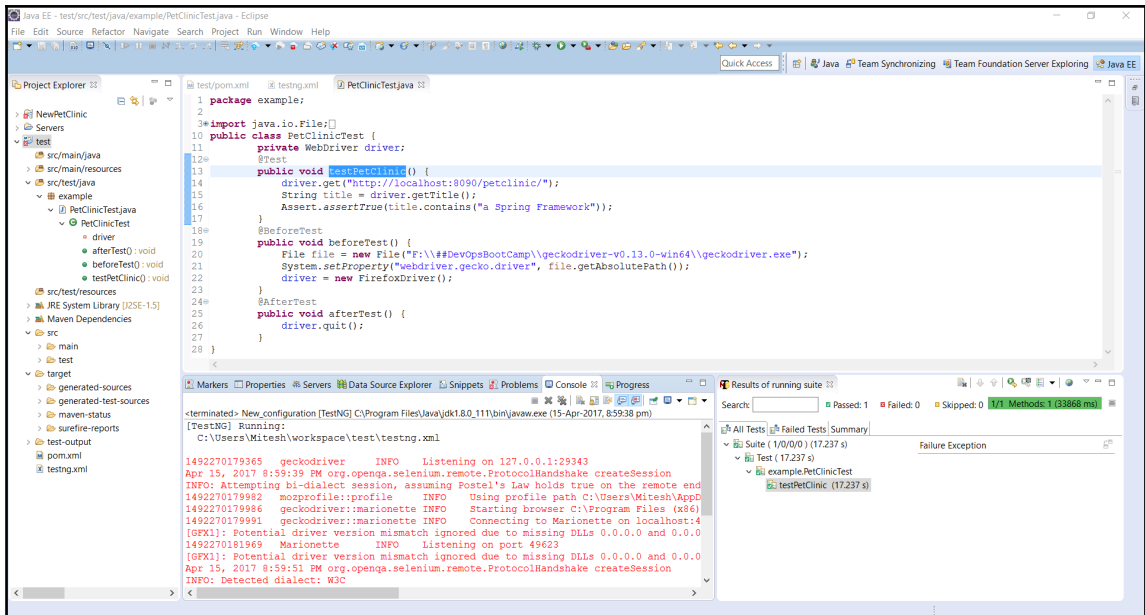 Java EE - test/src/test/java/example/PetClinicTest.java - Eclipse
File Edit Source Refactor Navigate Search Project Run Window Help
Quick Access Java Team Synchronizing Team Foundation Server Exploring Java EE
Project Explorer
NewPetClinic
Servers
test
src/main/java
src/main/resources
src/test/java
example
PetClinicTest.java
PetClinicTest
driver
afterTest() : void
beforeTest() : void
testPetClinic() : void
src/test/resources
JRE System Library [J2SE-1.5]
Maven Dependencies
src
main
test
target
generated-sources
generated-test-sources
maven-status
surefire-reports
test-output
pom.xml
testng.xml
test/pom.xml testng.xml PetClinicTest.java
1 package example;
2
3 import java.io.File;
10 public class PetClinicTest {
11 private WebDriver driver;
12 @Test
13 public void testPetClinic() {
14 driver.get("http://localhost:8090/petclinic/");
15 String title = driver.getTitle();
16 Assert.assertTrue(title.contains("a Spring Framework"));
17 }
18 @BeforeTest
19 public void beforeTest() {
20 File file = new File("F:\\##DevOpsBootCamp\\geckodriver-v0.13.0-win64\\geckodriver.exe");
21 System.setProperty("webdriver.gecko.driver", file.getAbsolutePath());
22 driver = new FirefoxDriver();
23 }
24 @AfterTest
25 public void afterTest() {
26 driver.quit();
27 }
28 }
Markers Properties Servers Data Source Explorer Snippets Problems Console Progress
<terminated> New_configuration [TestNG] C:\Program Files\Java\jdk1.8.0_111\bin\javaw.exe (15-Apr-2017, 8:59:38 pm)
[TestNG] Running:
C:\Users\Mitesh\workspace\test\testng.xml
1492270179365 geckodriver INFO Listening on 127.0.0.1:29343
Apr 15, 2017 8:59:39 PM org.openqa.selenium.remote.ProtocolHandshake createSession
INFO: Attempting bi-dialect session, assuming Postel's Law holds true on the remote end
1492270179982 mozprofile::profile INFO Using profile path C:\Users\Mitesh\AppD
1492270179986 geckodriver::marionette INFO Starting browser C:\Program Files (x86)
1492270179991 geckodriver::marionette INFO Connecting to Marionette on localhost:4
[GFX1]: Potential driver version mismatch ignored due to missing DLLs 0.0.0.0 and 0.0.0
1492270181969 Marionette INFO Listening on port 49623
[GFX1]: Potential driver version mismatch ignored due to missing DLLs 0.0.0.0 and 0.0.0
Apr 15, 2017 8:59:51 PM org.openqa.selenium.remote.ProtocolHandshake createSession
INFO: Detected dialect: W3C
Results of running suite
Search: Passed: 1 Failed: 0 Skipped: 0 1/1 Methods: 1 (33868 ms)
All Tests Failed Tests Summary
Suite ( 1/0/0/0 ) (17.237 s)
Test ( 17.237 s)
example.PetClinicTest
testPetClinic (17.237 s)
Failure Exception